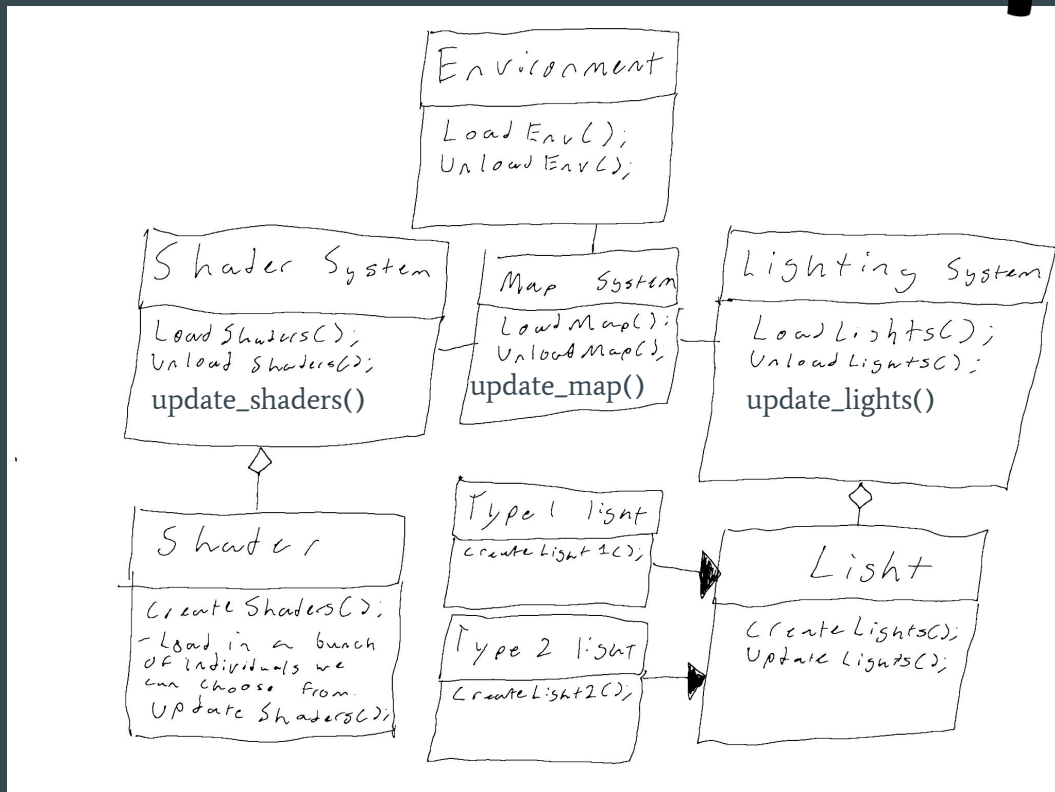 Environment
LoadEnv();
UnloadEnv();
Shader System
LoadShaders();
Unload Shaders();
update_shaders()
Map System
LoadMap();
UnloadMap();
update_map()
Lighting System
LoadLights();
UnloadLights();
update_lights()
Shader
CreateShaders();
- Load in a bunch
of individuals we
can choose from.
UpdateShaders();
Type 1 light
CreateLight1();
Type 2 light
CreateLight2();
Light
CreateLights();
UpdateLights();